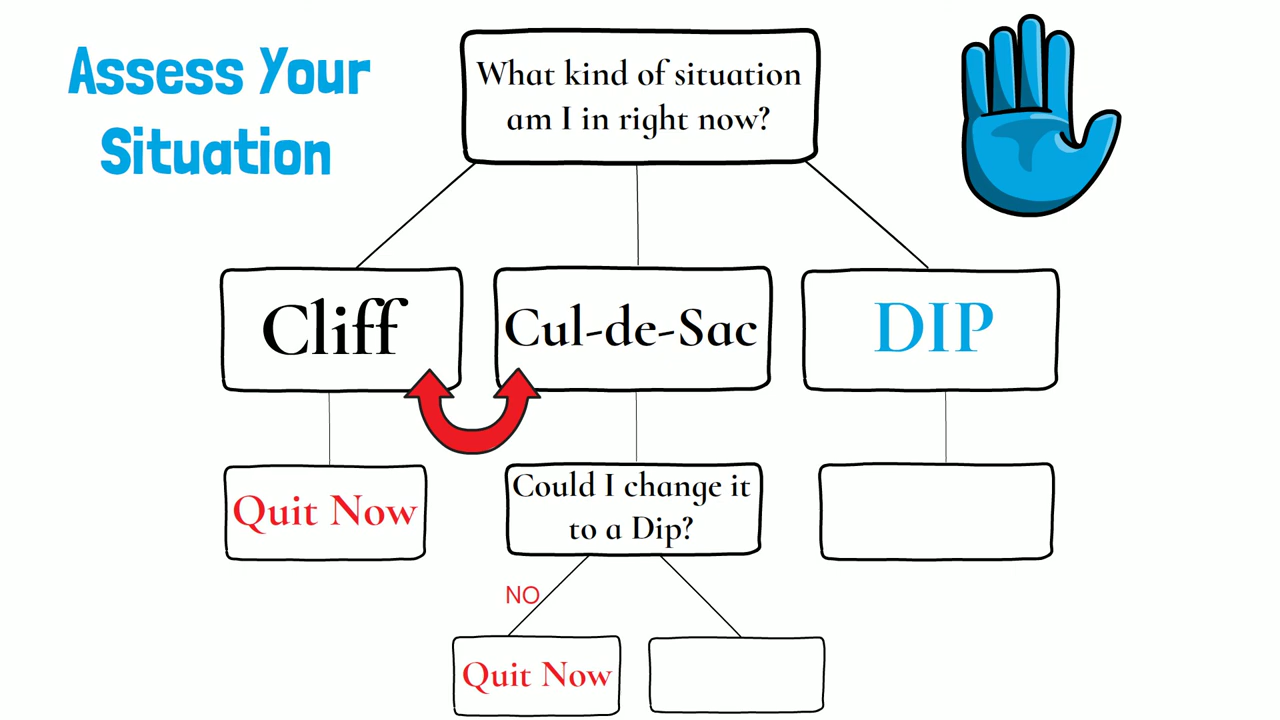 Assess Your
Situation
What kind of situation
am I in right now?
Cliff
Cul-de-Sac
DIP
Quit Now
Could I change it
to a Dip?
NO
Quit Now